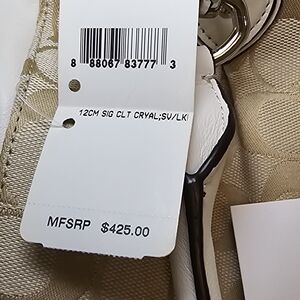 8 88067 83777 3
12CM SIG CLT CRYAL;SV/LK
MFSRP $425.00